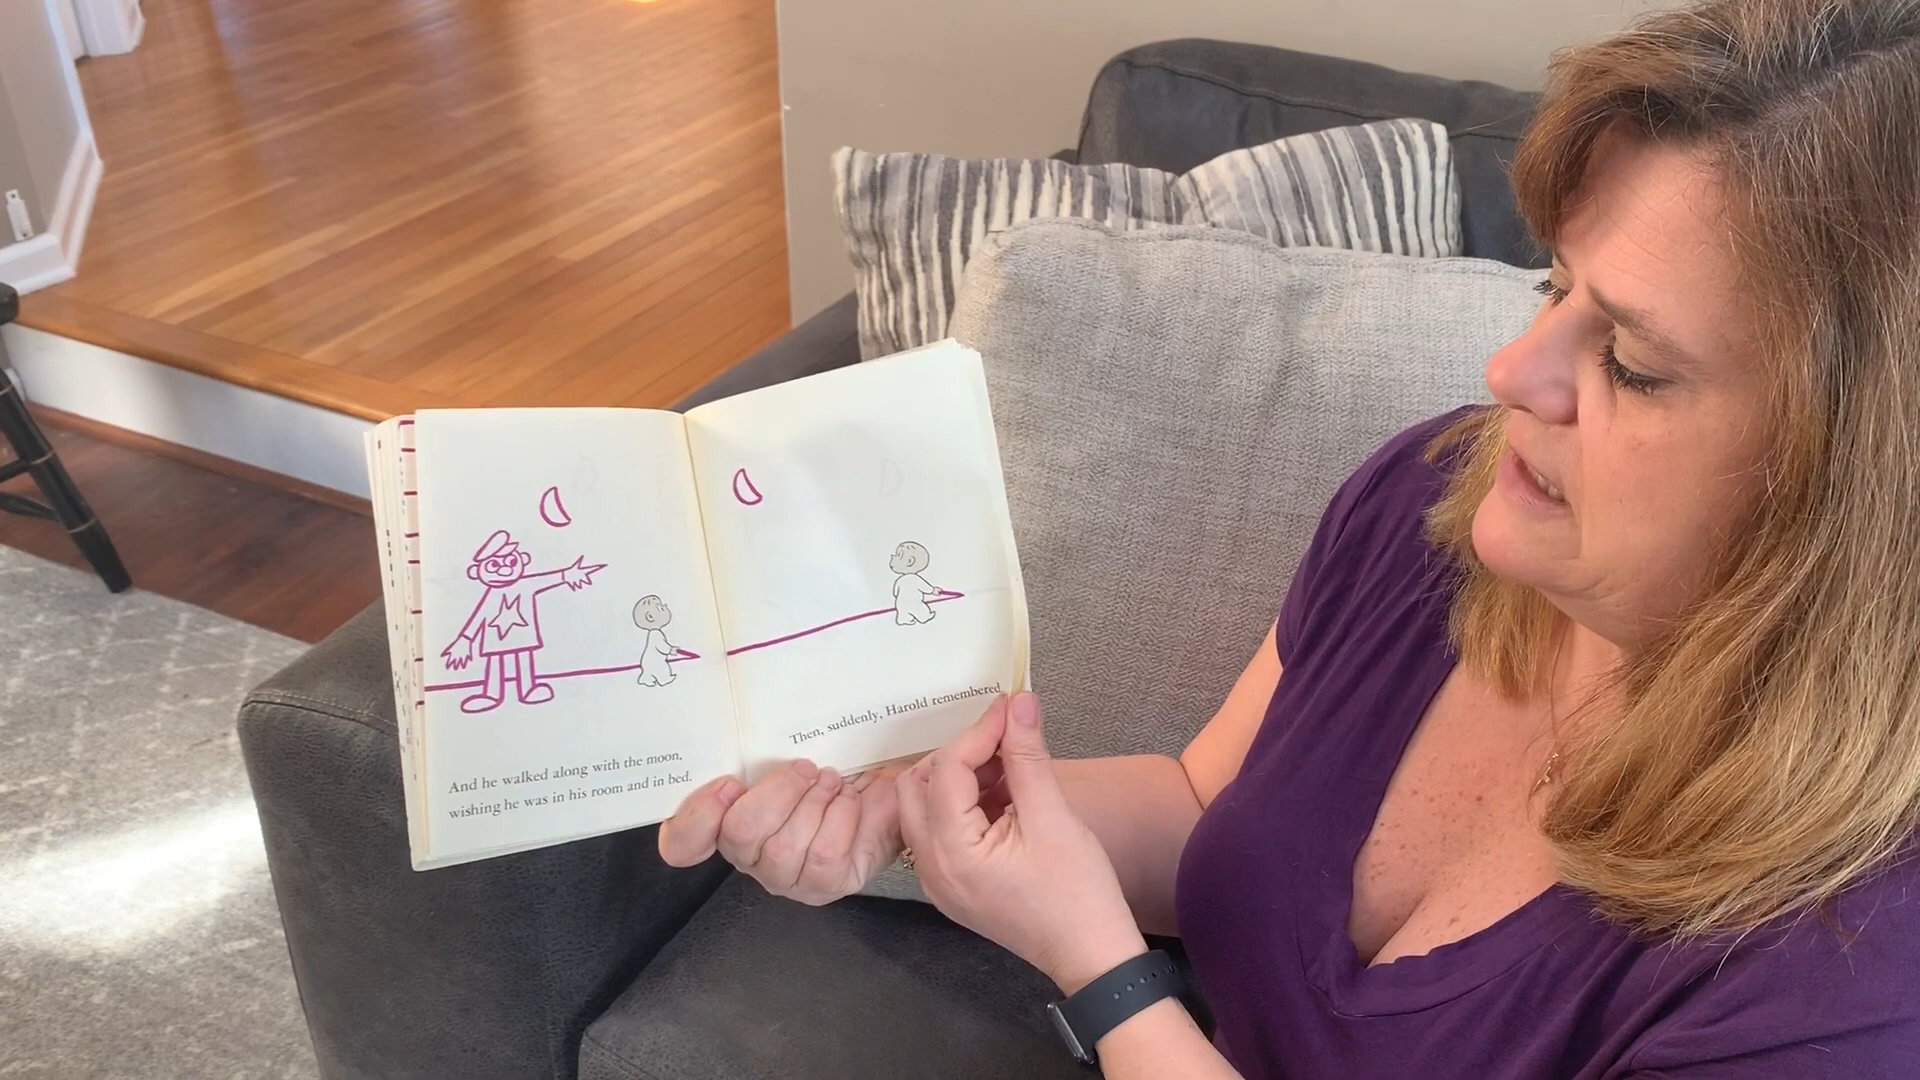 And he walked along with the moon,
wishing he was in his room and in bed.
Then, suddenly, Harold remembered